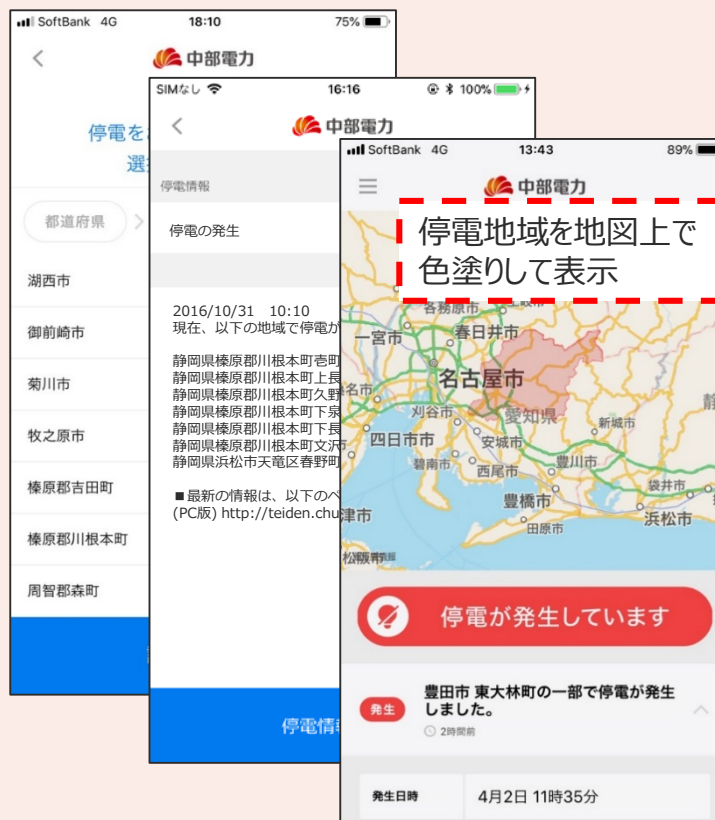 SoftBank 4G 18:10 75%
中部電力
停電を
選
都道府県
湖西市
御前崎市
菊川市
牧之原市
榛原郡吉田町
榛原郡川根本町
周智郡森町
SIMなし 16:16 100%
中部電力
停電情報
停電の発生
2016/10/31 10:10
現在、以下の地域で停電が
静岡県榛原郡川根本町壱町
静岡県榛原郡川根本町上長
静岡県榛原郡川根本町久野
静岡県榛原郡川根本町下泉
静岡県榛原郡川根本町下長
静岡県榛原郡川根本町文沢
静岡県浜松市天竜区春野町
■最新の情報は、以下のペ
(PC版) http://teiden.chu
停電情
SoftBank 4G 13:43 89%
中部電力
停電地域を地図上で
色塗りして表示
各務原市
一宮市
春日井市
名古屋市
名市
刈谷市
愛知県
新城市
静
四日市市
安城市
碧南市
西尾市
豊川市
袋井市
豊橋市
浜松市
津市
田原市
停電が発生しています
発生
豊田市 東大林町の一部で停電が発生
しました。
2時間前
発生日時 4月2日 11時35分